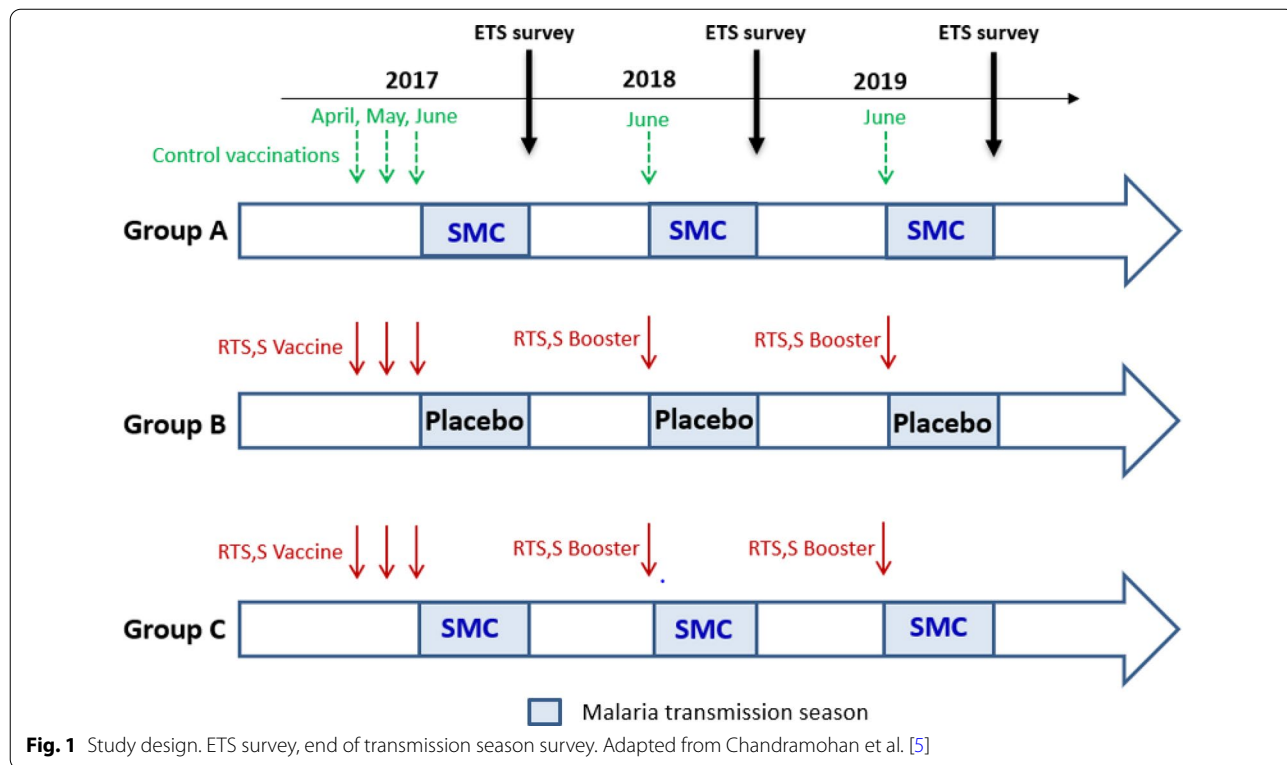 ETS survey ETS survey ETS survey
2017 2018 2019
April, May, June June June
Control vaccinations
Group A SMC SMC SMC
RTS,S Vaccine RTS,S Booster RTS,S Booster
Group B Placebo Placebo Placebo
RTS,S Vaccine RTS,S Booster RTS,S Booster
Group C SMC SMC SMC
Malaria transmission season
Fig. 1 Study design. ETS survey, end of transmission season survey. Adapted from Chandramohan et al. [5]